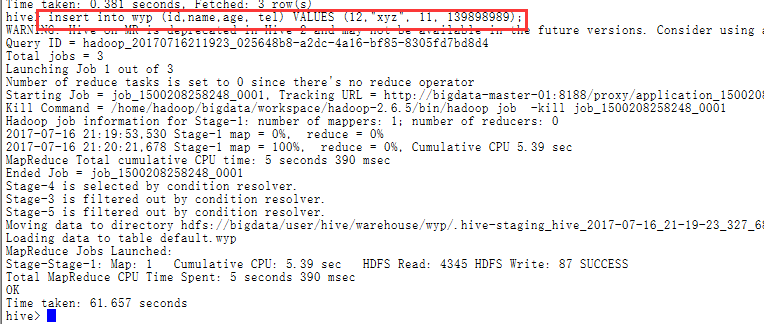 Time taken: 0.381 seconds, Fetched: 3 row(s)
hive> insert into wyp (id,name,age, tel) VALUES (12,"xyz", 11, 139898989);
WARNING: Hive-on-MR is deprecated in Hive 2 and may not be available in the future versions. Consider using a
Query ID = hadoop_20170716211923_025648b8-a2dc-4a16-bf85-8305fd7bd8d4
Total jobs = 3
Launching Job 1 out of 3
Number of reduce tasks is set to 0 since there's no reduce operator
Starting Job = job_1500208258248_0001, Tracking URL = http://bigdata-master-01:8188/proxy/application_150020
Kill Command = /home/hadoop/bigdata/workspace/hadoop-2.6.5/bin/hadoop job  -kill job_1500208258248_0001
Hadoop job information for Stage-1: number of mappers: 1; number of reducers: 0
2017-07-16 21:19:53,530 Stage-1 map = 0%,  reduce = 0%
2017-07-16 21:20:21,678 Stage-1 map = 100%,  reduce = 0%, Cumulative CPU 5.39 sec
MapReduce Total cumulative CPU time: 5 seconds 390 msec
Ended Job = job_1500208258248_0001
Stage-4 is selected by condition resolver.
Stage-3 is filtered out by condition resolver.
Stage-5 is filtered out by condition resolver.
Moving data to directory hdfs://bigdata/user/hive/warehouse/wyp/.hive-staging_hive_2017-07-16_21-19-23_327_68
Loading data to table default.wyp
MapReduce Jobs Launched:
Stage-Stage-1: Map: 1   Cumulative CPU: 5.39 sec   HDFS Read: 4345 HDFS Write: 87 SUCCESS
Total MapReduce CPU Time Spent: 5 seconds 390 msec
OK
Time taken: 61.657 seconds
hive>